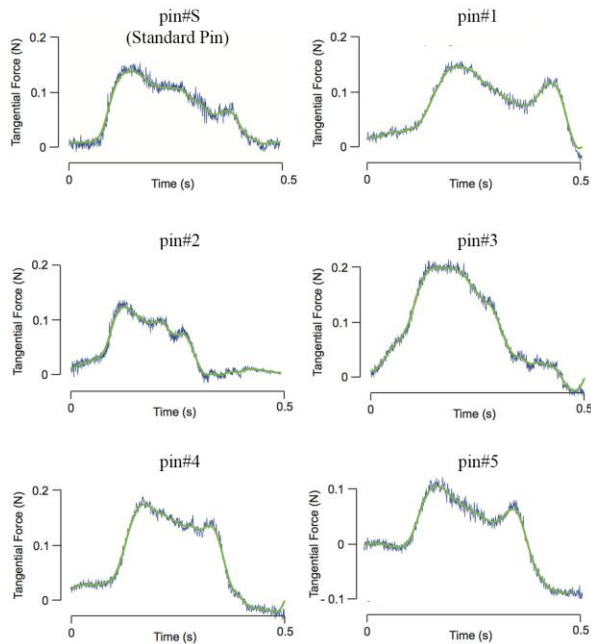 pin#S
(Standard Pin)
Tangential Force (N)
0.2
0.1
0
0
0.5
Time (s)
pin#1
Tangential Force (N)
0.2
0.1
0
0
0.5
Time (s)
pin#2
Tangential Force (N)
0.2
0.1
0
0
0.5
Time (s)
pin#3
Tangential Force (N)
0.2
0.1
0
0
0.5
Time (s)
pin#4
Tangential Force (N)
0.2
0.1
0
0
0.5
Time (s)
pin#5
Tangential Force (N)
0.1
0
- 0.1
0
0.5
Time (s)